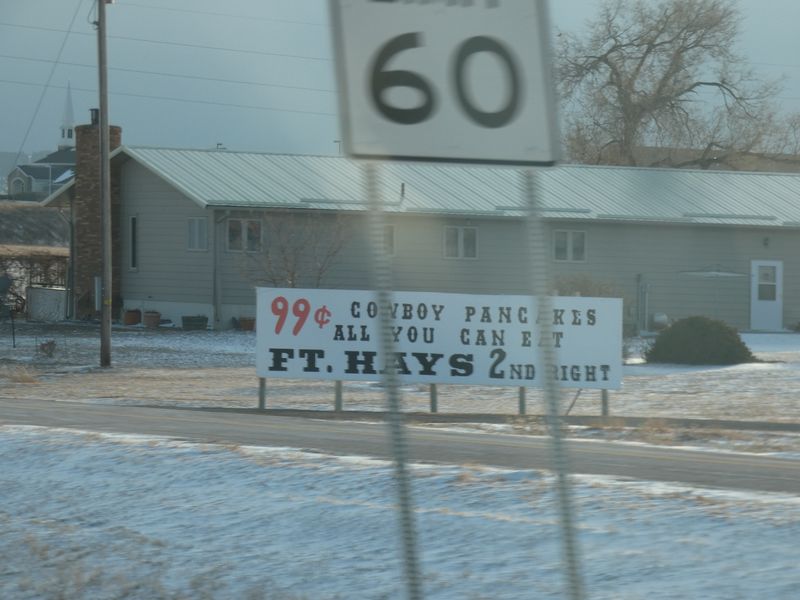 60
99¢ COWBOY PANCAKES
ALL YOU CAN EAT
FT. HAYS 2ND RIGHT